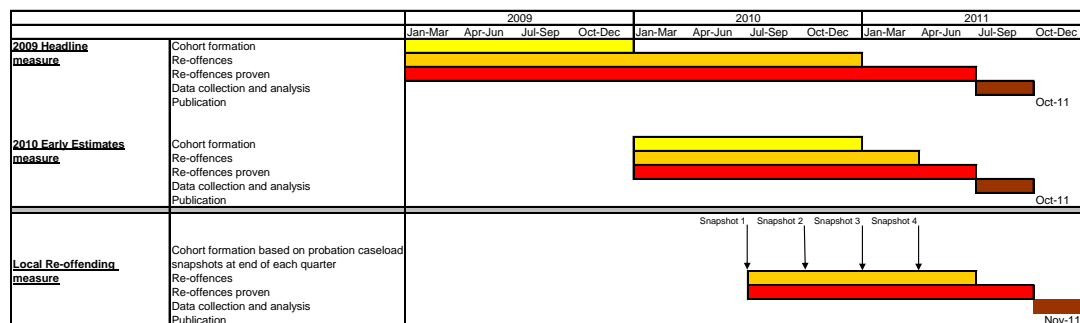 2009 2010 2011
Jan-Mar Apr-Jun Jul-Sep Oct-Dec Jan-Mar Apr-Jun Jul-Sep Oct-Dec Jan-Mar Apr-Jun Jul-Sep Oct-Dec
2009 Headline Cohort formation
measure Re-offences
Re-offences proven
Data collection and analysis
Publication Oct-11
2010 Early Estimates Cohort formation
measure Re-offences
Re-offences proven
Data collection and analysis
Publication Oct-11
Snapshot 1 Snapshot 2 Snapshot 3 Snapshot 4
Cohort formation based on probation caseload
Local Re-offending snapshots at end of each quarter
measure Re-offences
Re-offences proven
Data collection and analysis
Publication Nov-11